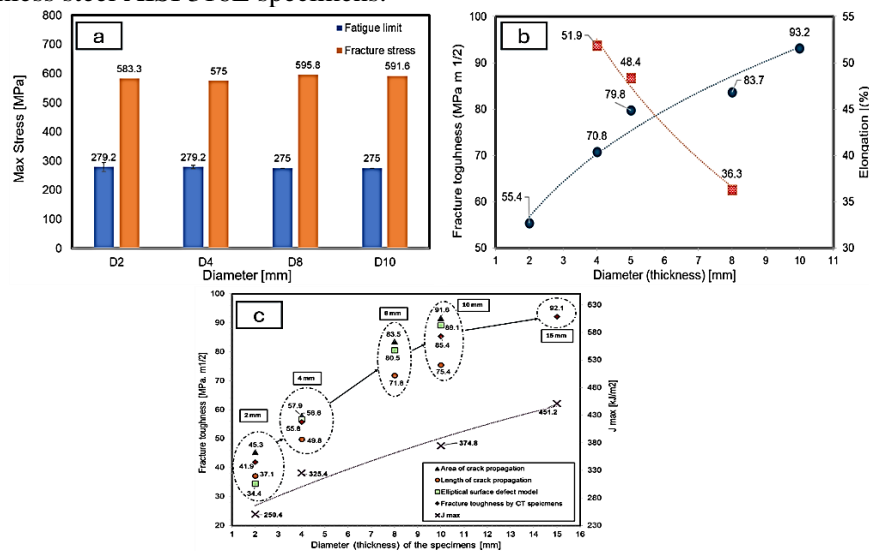 ness steel AISI 316L specimens.
a
Fatigue limit
Fracture stress
Max Stress [MPa]
800
700
600
500
400
300
200
100
0
583.3
575
595.8
591.6
279.2
279.2
275
275
D2
D4
D8
D10
Diameter [mm]
b
Fracture toguhness (MPa m 1/2)
100
90
80
70
60
50
51.9
48.4
36.3
55.4
70.8
79.8
83.7
93.2
55
50
45
40
35
30
Elongation |(%)
1 2 3 4 5 6 7 8 9 10 11
Diameter (thickness) [mm]
c
Fracture toughness [MPa. m1/2]
100
90
80
70
60
50
40
30
20
2 mm
45.3
41.9
37.1
34.4
4 mm
57.9
56.6
55.8
49.8
325.4
8 mm
83.5
80.5
71.8
91.6
89.1
85.4
75.4
374.8
92.1
15 mm
451.2
630
580
530
480
430
380
330
280
230
J max [kJ/m2]
Area of crack propagation
Length of crack propagation
Elliptical surface defect model
Fracture toughness by CT speimens
J max
1 2 3 4 5 6 7 8 9 10 11 12 13 14 15 16
Diameter (thickness) of the specimens [mm]